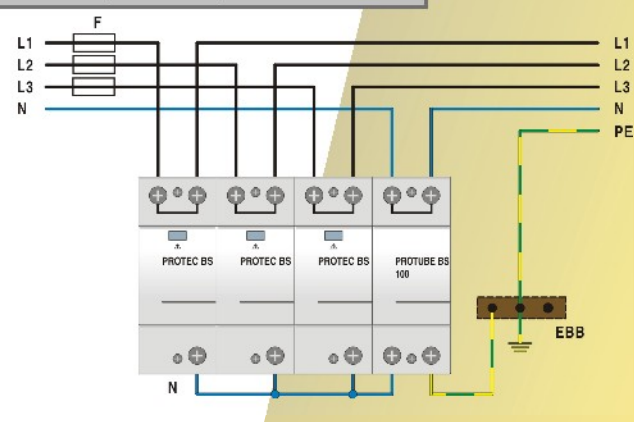 F
L1 L1
L2 L2
L3 L3
N N
PE
PROTEC BS PROTEC BS PROTEC BS PROTUBE BS
100
EBB
N